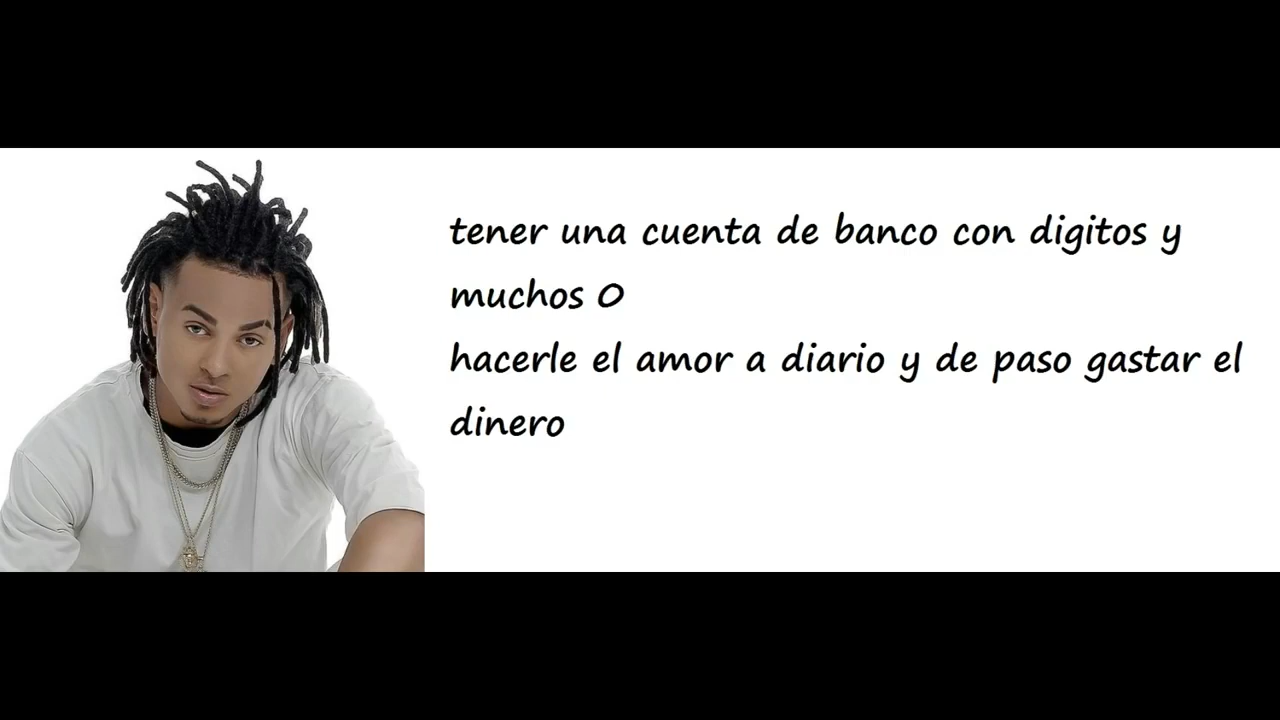 tener una cuenta de banco con digitos y
muchos 0
hacerle el amor a diario y de paso gastar el
dinero